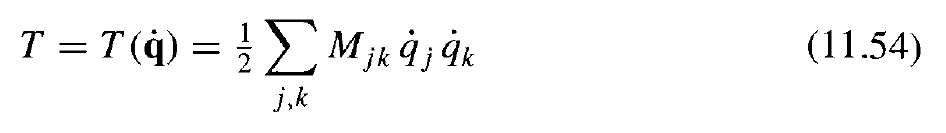 T = T(q̇) = ½ ∑_{j,k} M_{jk} q̇_j q̇_k (11.54)